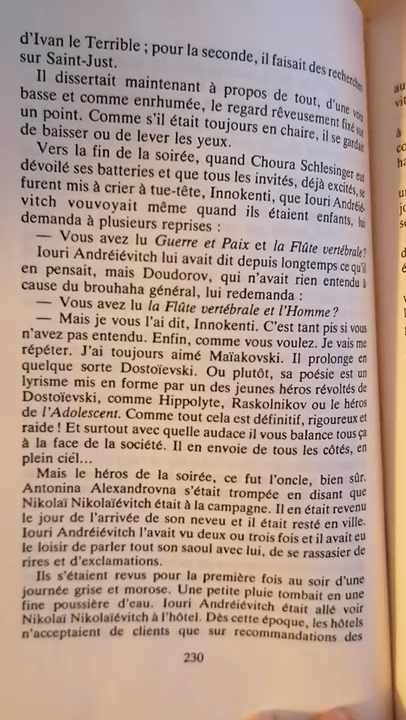 d'Ivan le Terrible ; pour la seconde, il faisait des recherches
sur Saint-Just.
Il dissertait maintenant à propos de tout, d'une voix
basse et comme enrhumée, le regard rêveusement fixé sur
un point. Comme s'il était toujours en chaire, il se gardait
de baisser ou de lever les yeux.
Vers la fin de la soirée, quand Choura Schlesinger eut
dévoilé ses batteries et que tous les invités, déjà excités, se
furent mis à crier à tue-tête, Innokenti, que Iouri Andréié-
vitch vouvoyait même quand ils étaient enfants, lui
demanda à plusieurs reprises :
— Vous avez lu Guerre et Paix et la Flûte vertébrale ?
Iouri Andréiévitch lui avait dit depuis longtemps ce qu'il
en pensait, mais Doudorov, qui n'avait rien entendu à
cause du brouhaha général, lui redemanda :
— Vous avez lu la Flûte vertébrale et l'Homme ?
— Mais je vous l'ai dit, Innokenti. C'est tant pis si vous
n'avez pas entendu. Enfin, comme vous voulez. Je vais me
répéter. J'ai toujours aimé Maïakovski. Il prolonge en
quelque sorte Dostoïevski. Ou plutôt, sa poésie est un
lyrisme mis en forme par un des jeunes héros révoltés de
Dostoïevski, comme Hippolyte, Raskolnikov ou le héros
de l'Adolescent. Comme tout cela est définitif, rigoureux et
raide ! Et surtout avec quelle audace il vous balance tous ça
à la face de la société. Il en envoie de tous les côtés, en
plein ciel...
Mais le héros de la soirée, ce fut l'oncle, bien sûr.
Antonina Alexandrovna s'était trompée en disant que
Nikolaï Nikolaïévitch était à la campagne. Il en était revenu
le jour de l'arrivée de son neveu et il était resté en ville.
Iouri Andréiévitch l'avait vu deux ou trois fois et il avait eu
le loisir de parler tout son saoul avec lui, de se rassasier de
rires et d'exclamations.
Ils s'étaient revus pour la première fois au soir d'une
journée grise et morose. Une petite pluie tombait en une
fine poussière d'eau. Iouri Andréiévitch était allé voir
Nikolaï Nikolaïévitch à l'hôtel. Dès cette époque, les hôtels
n'acceptaient de clients que sur recommandations des
230